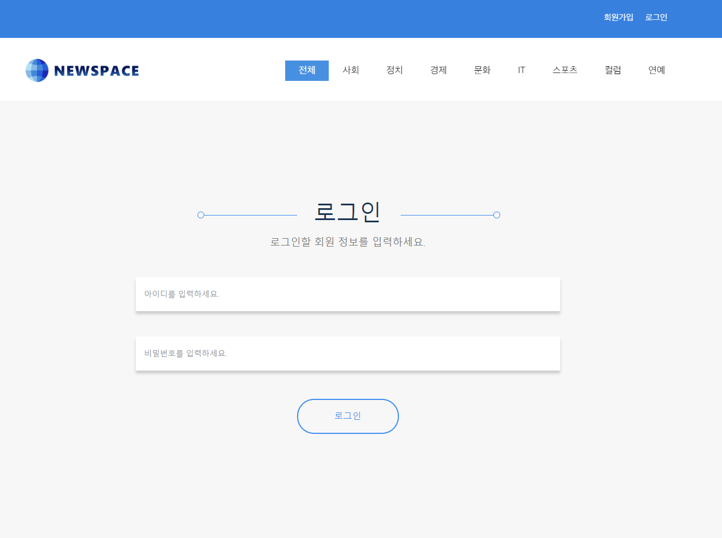 회원가입 로그인
NEWSPACE 전체 사회 정치 경제 문화 IT 스포츠 컬럼 연예
로그인
로그인할 회원 정보를 입력하세요.
아이디를 입력하세요.
비밀번호를 입력하세요.
로그인